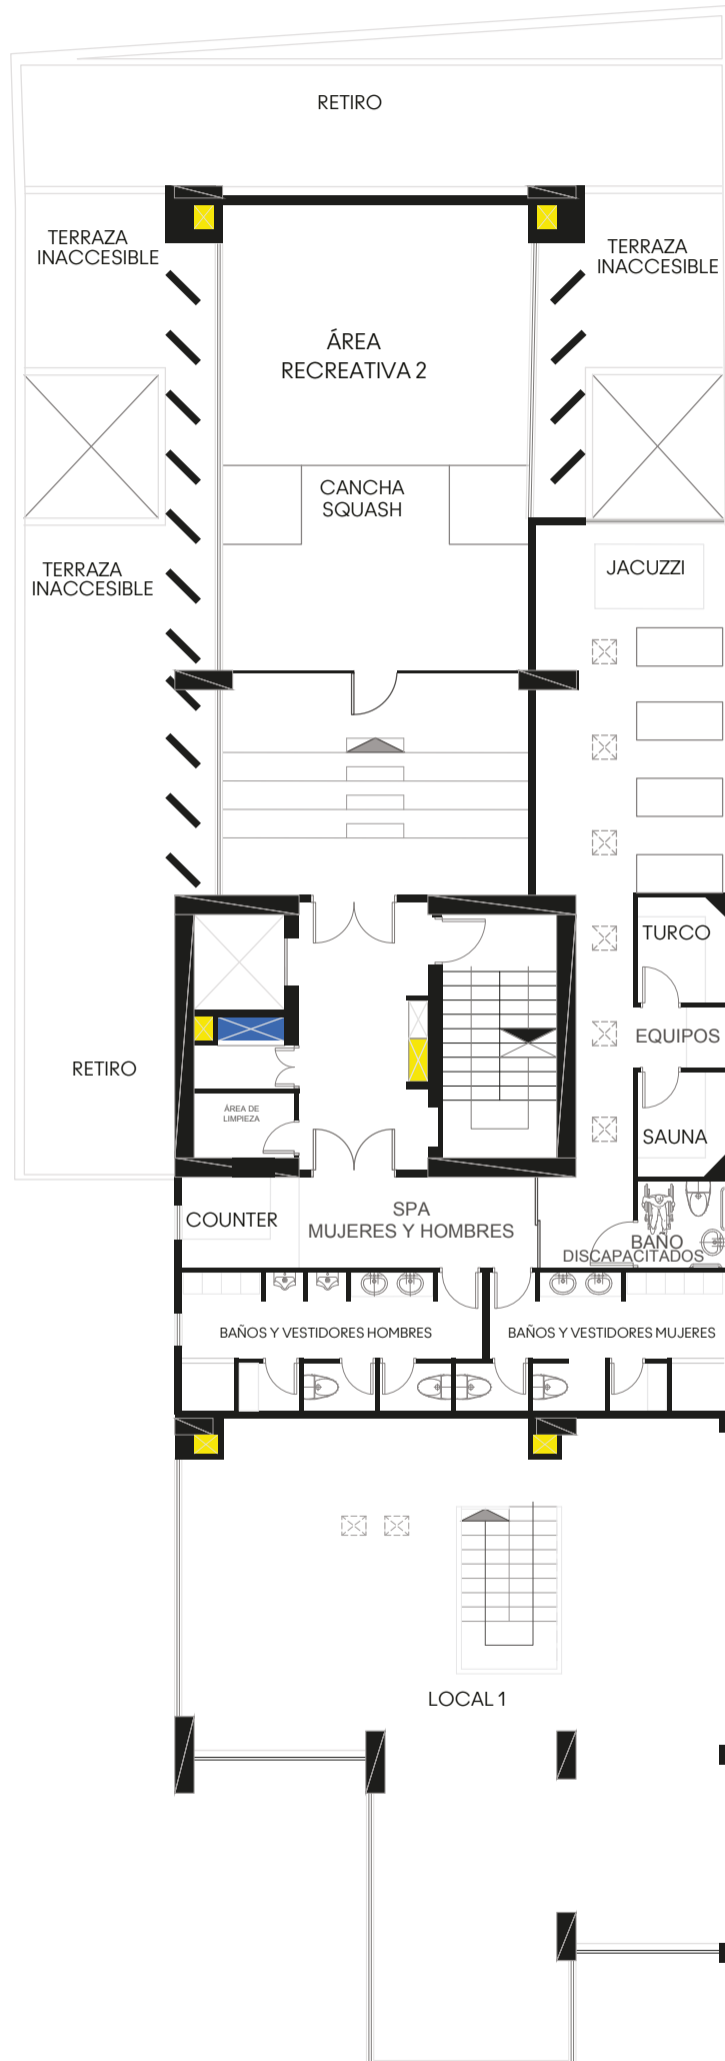 RETIRO
TERRAZA
INACCESIBLE
TERRAZA
INACCESIBLE
ÁREA
RECREATIVA 2
CANCHA
SQUASH
TERRAZA
INACCESIBLE
JACUZZI
TURCO
EQUIPOS
RETIRO
ÁREA DE
LIMPIEZA
SAUNA
COUNTER
SPA
MUJERES Y HOMBRES
BAÑO
DISCAPACITADOS
BAÑOS Y VESTIDORES HOMBRES
BAÑOS Y VESTIDORES MUJERES
LOCAL 1